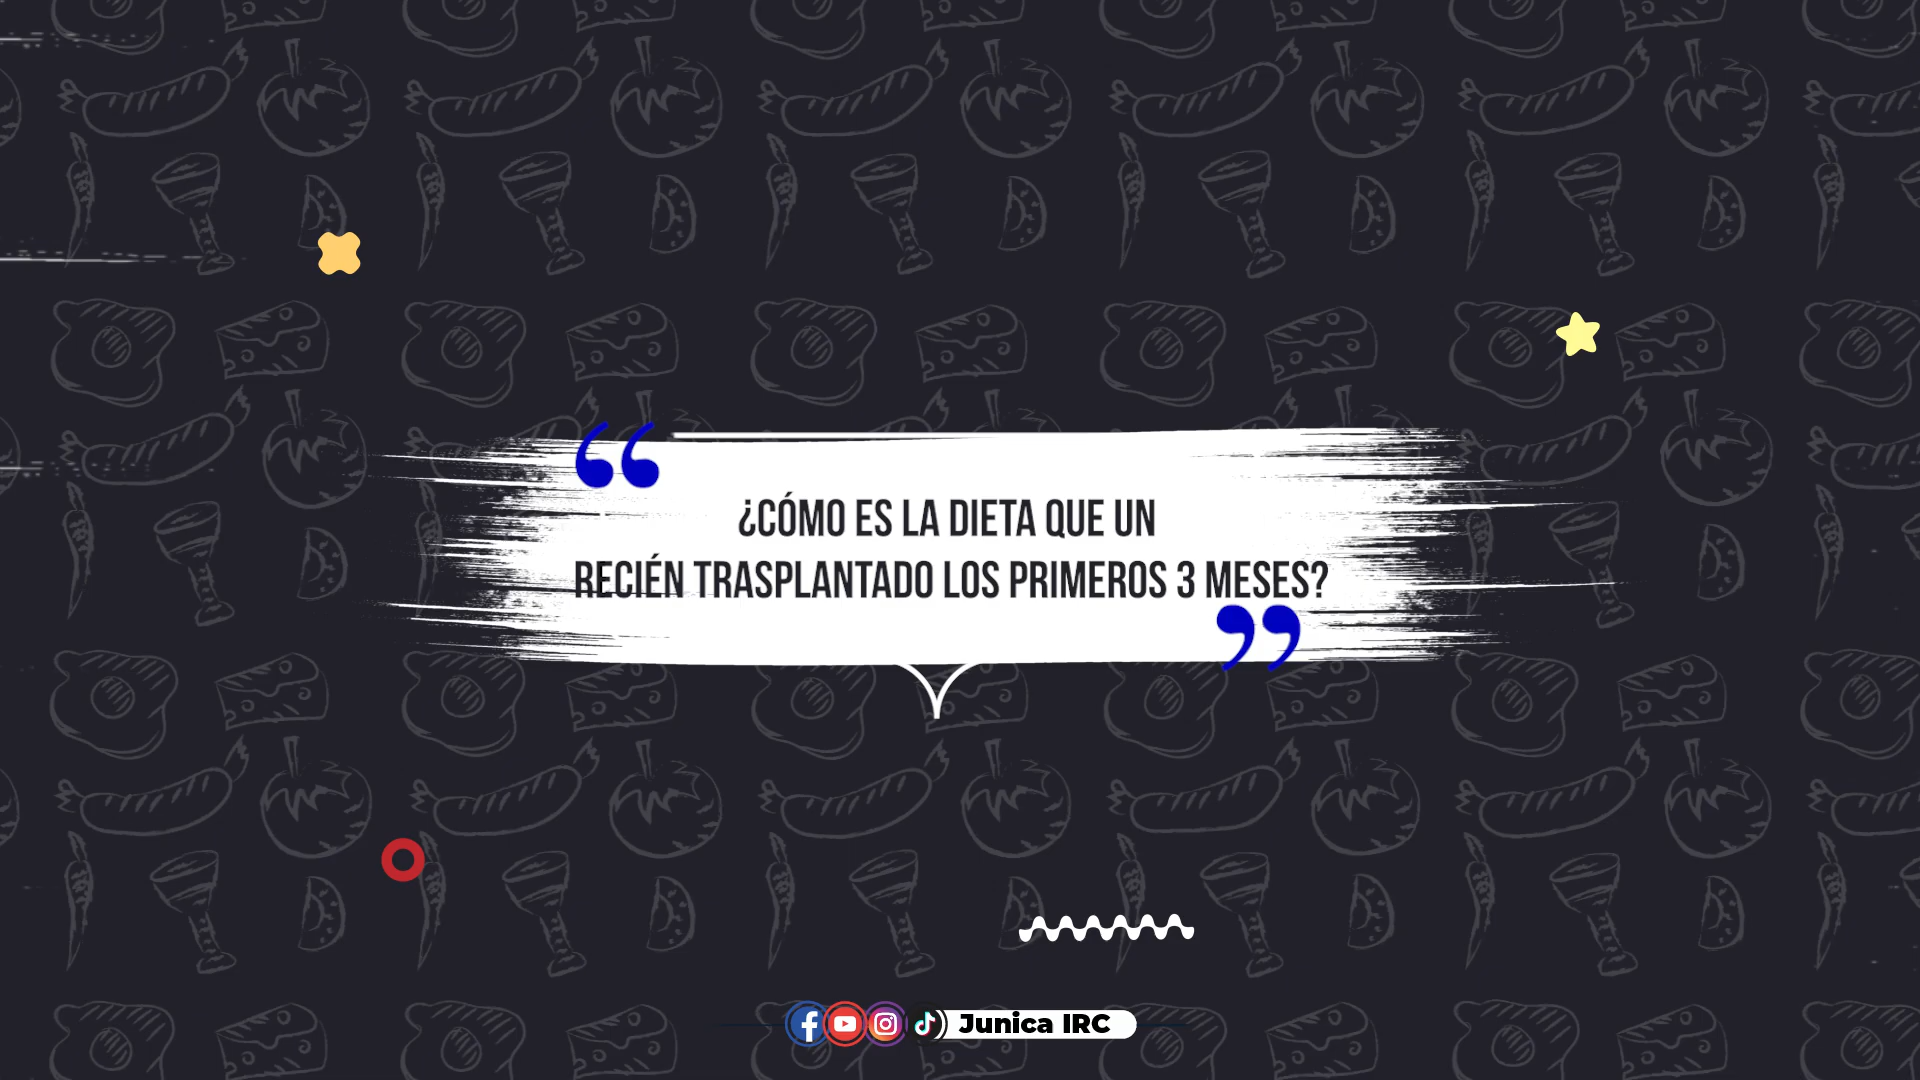 ¿CÓMO ES LA DIETA QUE UN
RECIÉN TRASPLANTADO LOS PRIMEROS 3 MESES?
Junica IRC